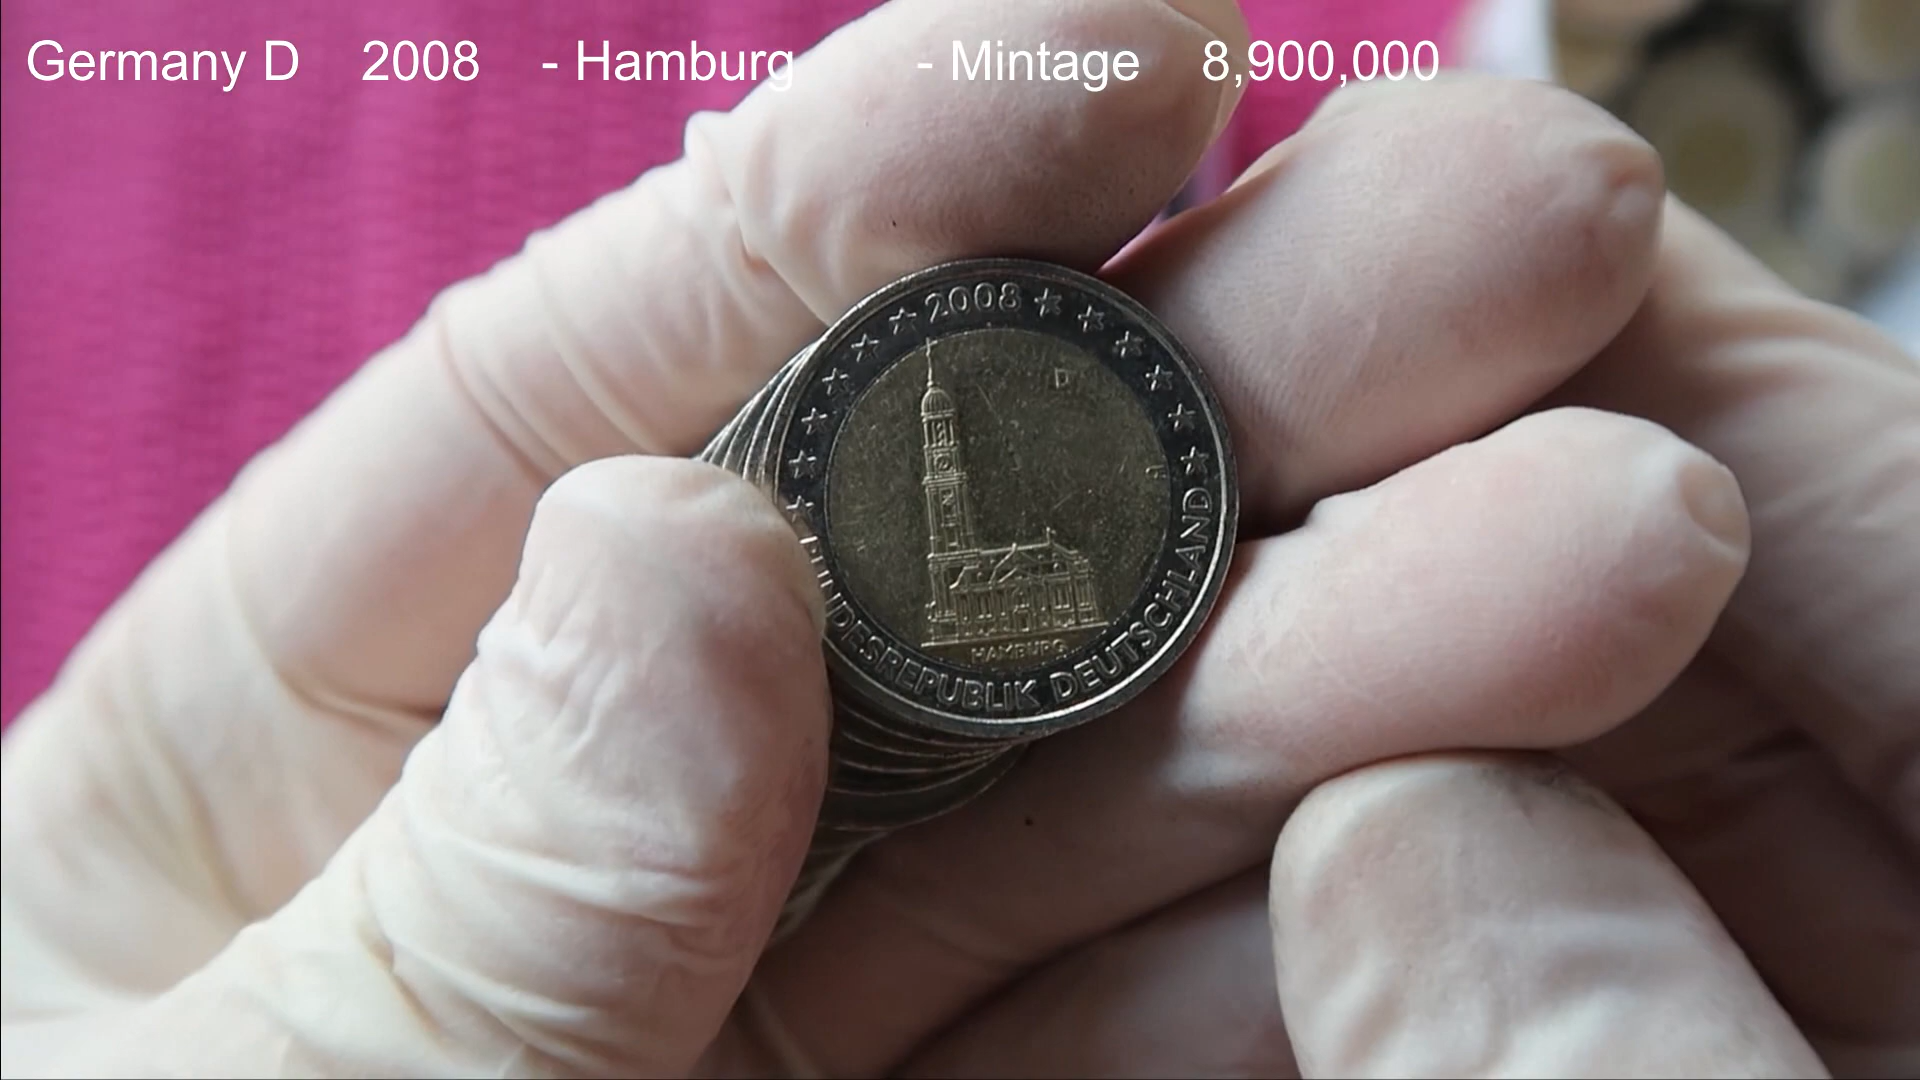 Germany D 2008 - Hamburg - Mintage 8,900,000
2008
D
HAMBURG
BUNDESREPUBLIK DEUTSCHLAND